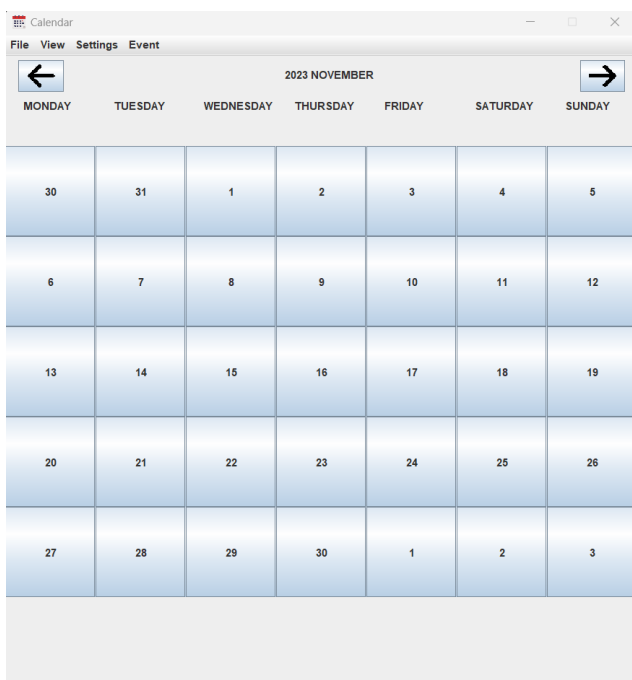 Calendar
File View Settings Event
2023 NOVEMBER
MONDAY TUESDAY WEDNESDAY THURSDAY FRIDAY SATURDAY SUNDAY
30 31 1 2 3 4 5
6 7 8 9 10 11 12
13 14 15 16 17 18 19
20 21 22 23 24 25 26
27 28 29 30 1 2 3